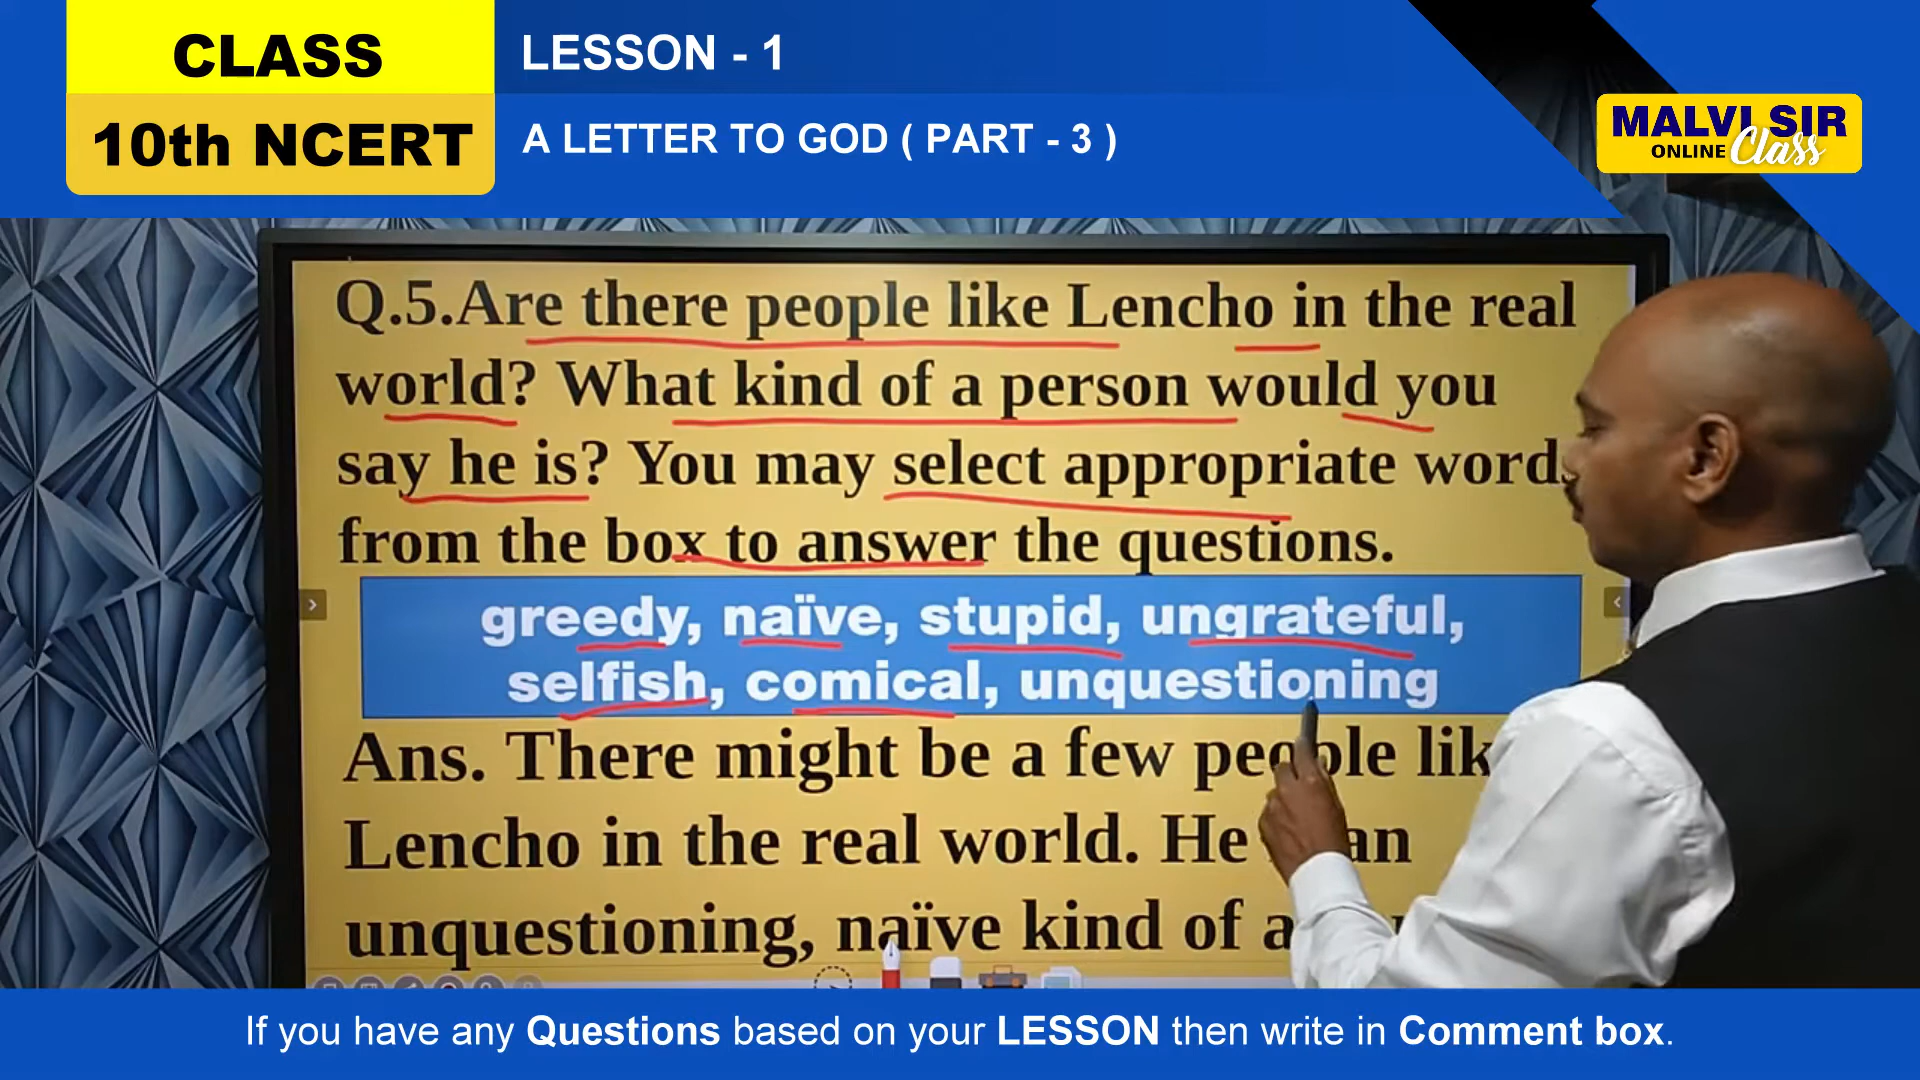 CLASS
10th NCERT
LESSON - 1
A LETTER TO GOD ( PART - 3 )
MALVI SIR
ONLINE Class
Q.5.Are there people like Lencho in the real
world? What kind of a person would you
say he is? You may select appropriate words
from the box to answer the questions.
greedy, naïve, stupid, ungrateful,
selfish, comical, unquestioning
Ans. There might be a few people
Lencho in the real world. He
unquestioning, naïve kind of a
If you have any Questions based on your LESSON then write in Comment box.